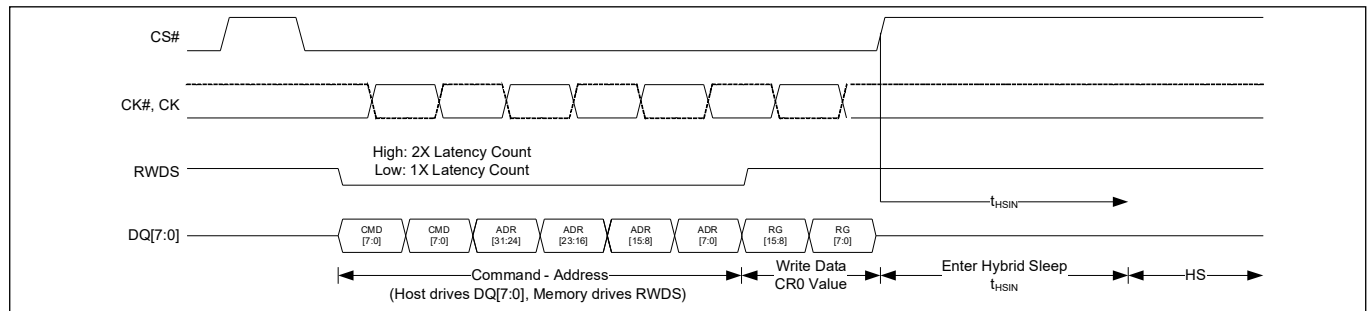 CS#
CK#, CK
High: 2X Latency Count
Low: 1X Latency Count
RWDS
tHSIN
DQ[7:0]
CMD [7:0]
CMD [7:0]
ADR [31:24]
ADR [23:16]
ADR [15:8]
ADR [7:0]
RG [15:8]
RG [7:0]
Command - Address
(Host drives DQ[7:0], Memory drives RWDS)
Write Data
CR0 Value
Enter Hybrid Sleep
tHSIN
HS